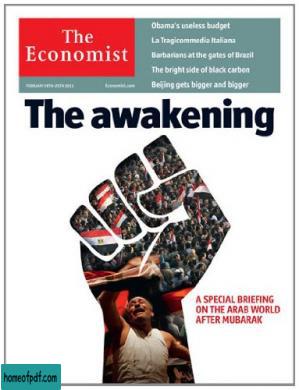 The
Economist
FEBRUARY 19TH-25TH 2011
Economist.com
Obama's useless budget
La Tragicommedia Italiana
Barbarians at the gates of Brazil
The bright side of black carbon
Beijing gets bigger and bigger
The awakening
A SPECIAL BRIEFING
ON THE ARAB WORLD
AFTER MUBARAK
homeofpdf.com